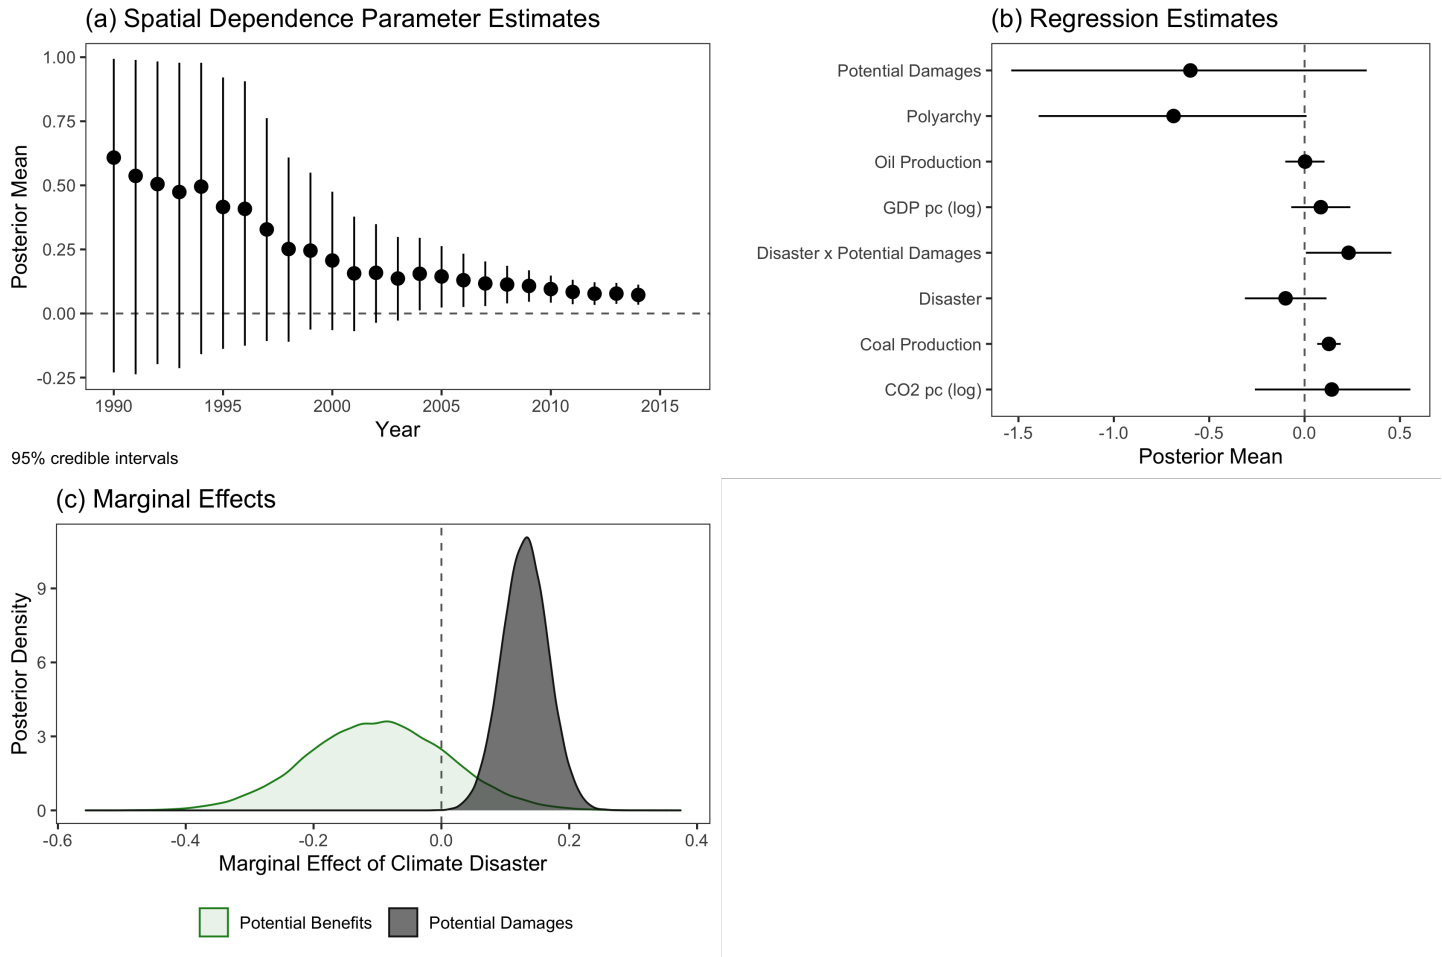 (a) Spatial Dependence Parameter Estimates
Posterior Mean
1.00
0.75
0.50
0.25
0.00
-0.25
1990 1995 2000 2005 2010 2015
Year
95% credible intervals
(b) Regression Estimates
Potential Damages
Polyarchy
Oil Production
GDP pc (log)
Disaster x Potential Damages
Disaster
Coal Production
CO2 pc (log)
-1.5 -1.0 -0.5 0.0 0.5
Posterior Mean
(c) Marginal Effects
Posterior Density
9
6
3
0
-0.6 -0.4 -0.2 0.0 0.2 0.4
Marginal Effect of Climate Disaster
Potential Benefits Potential Damages